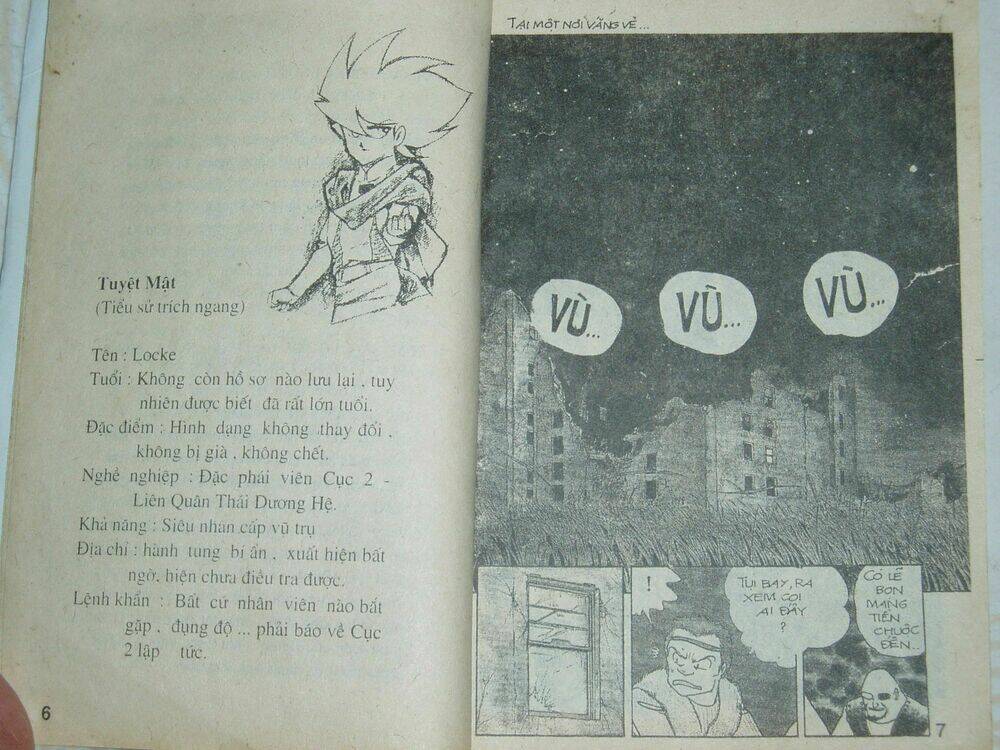 Tuyệt Mật
(Tiểu sử trích ngang)
Tên : Locke
Tuổi : Không còn hồ sơ nào lưu lại , tuy
nhiên được biết đã rất lớn tuổi.
Đặc điểm : Hình dạng không thay đổi ,
không bị già , không chết.
Nghề nghiệp : Đặc phái viên Cục 2 -
Liên Quân Thái Dương Hệ.
Khả năng : Siêu nhân cấp vũ trụ
Địa chỉ : hành tung bí ẩn , xuất hiện bất
ngờ, hiện chưa điều tra được.
Lệnh khẩn : Bất cứ nhân viên nào bắt
gặp , đụng độ ... phải báo về Cục
2 lập tức.
6
TẠI MỘT NƠI VẮNG VẺ...
VÙ...
VÙ...
VÙ...
!
TỤI BAY, RA
XEM COI
AI ĐẤY
?
CÓ LẼ
BỌN
MANG
TIỀN
CHUỘC
ĐẾN...
7